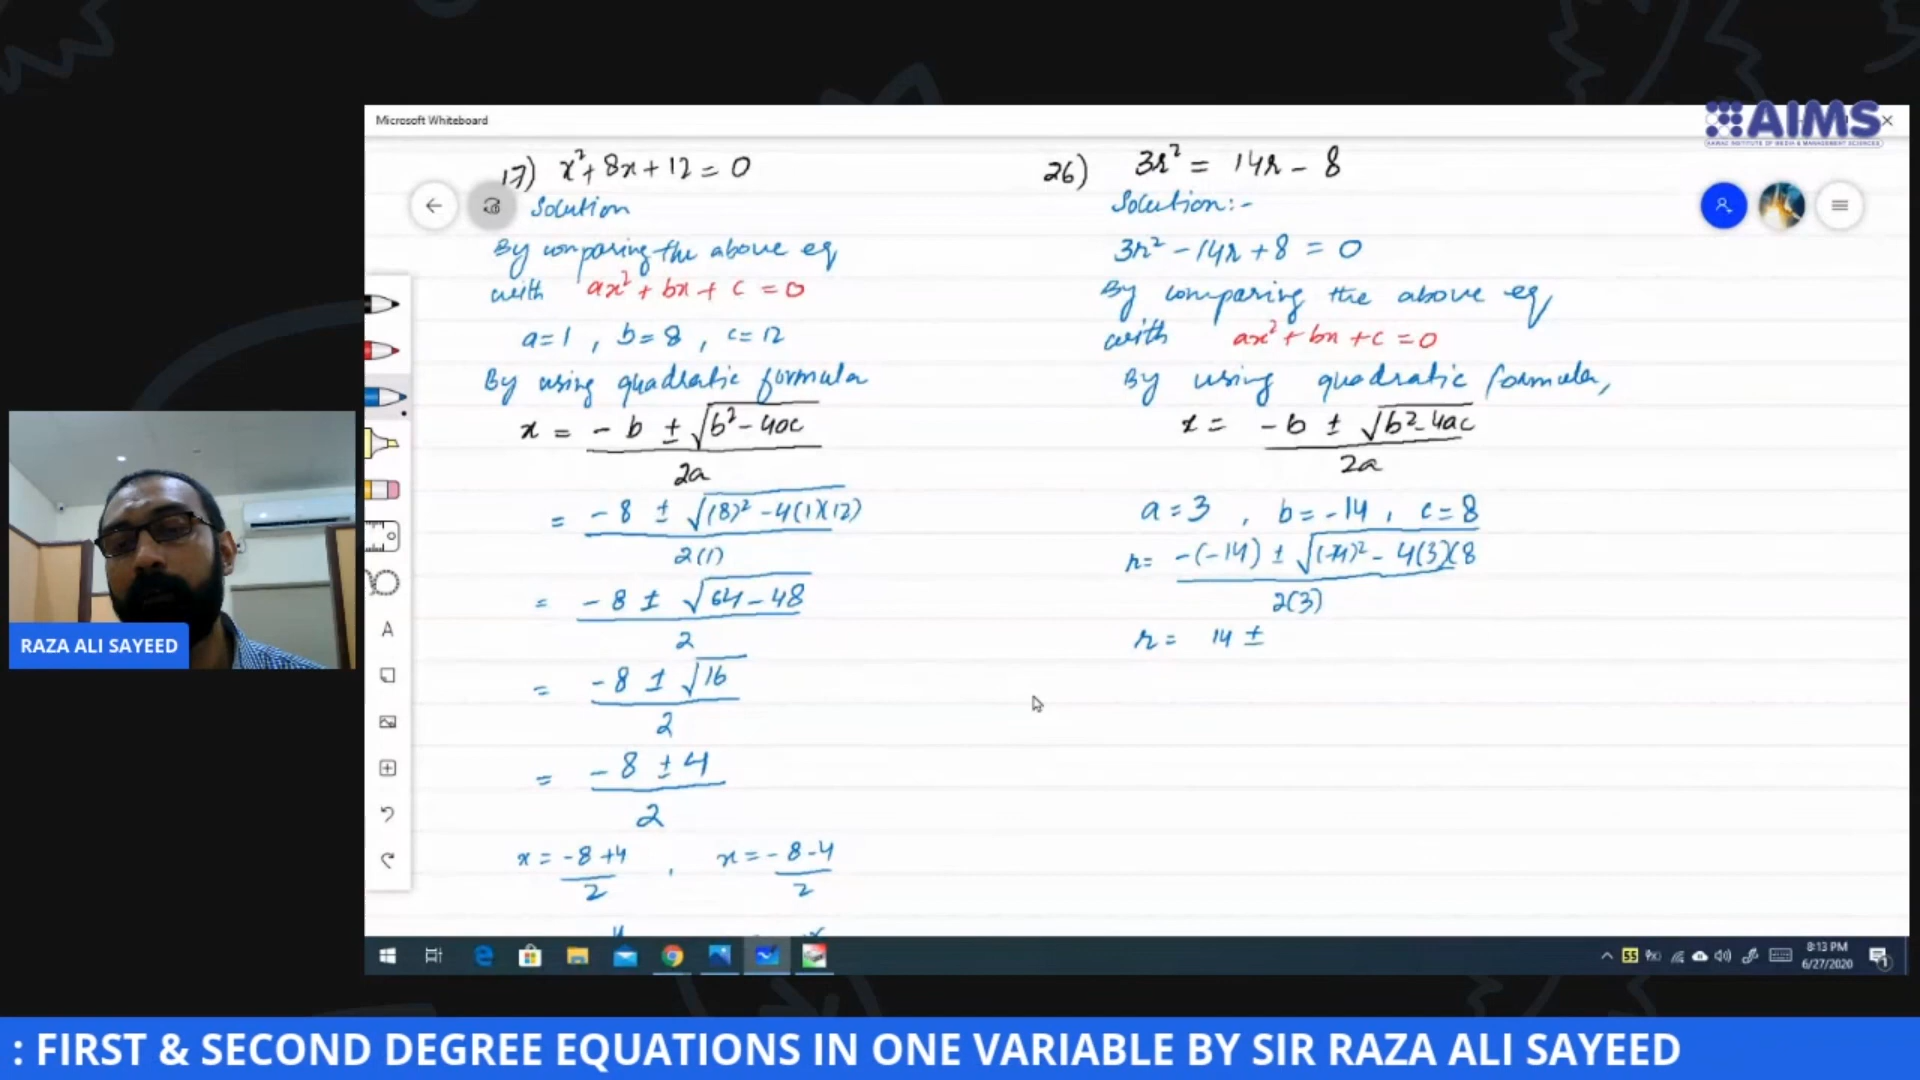 Microsoft Whiteboard
AIMS
17) x² + 8x + 12 = 0
Solution
By comparing the above eq
with ax² + bx + c = 0
a=1 , b=8 , c=12
By using quadratic formula
x = -b ± √(b² - 4ac) / 2a
= -8 ± √((8)² - 4(1)(12)) / 2(1)
= -8 ± √(64 - 48) / 2
= -8 ± √16 / 2
= -8 ± 4 / 2
x = -8+4 / 2 , x = -8-4 / 2
26) 3r² = 14r - 8
Solution:-
3r² - 14r + 8 = 0
By comparing the above eq,
with ax² + bx + c = 0
By using quadratic formula,
x = -b ± √(b² - 4ac) / 2a
a = 3 , b = -14 , c = 8
r = -(-14) ± √((-14)² - 4(3)(8 / 2(3)
r = 14 ±
RAZA ALI SAYEED
55
8:13 PM
6/27/2020
: FIRST & SECOND DEGREE EQUATIONS IN ONE VARIABLE BY SIR RAZA ALI SAYEED